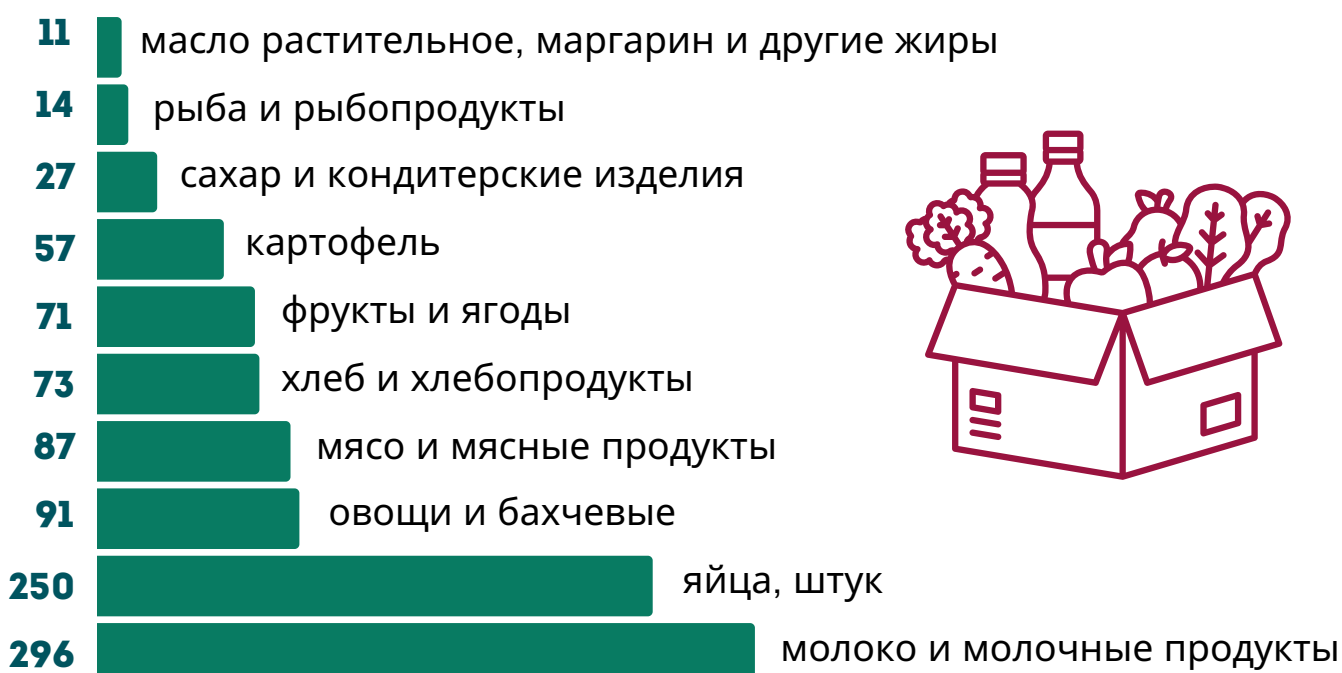 11 масло растительное, маргарин и другие жиры
14 рыба и рыбопродукты
27 сахар и кондитерские изделия
57 картофель
71 фрукты и ягоды
73 хлеб и хлебопродукты
87 мясо и мясные продукты
91 овощи и бахчевые
250 яйца, штук
296 молоко и молочные продукты